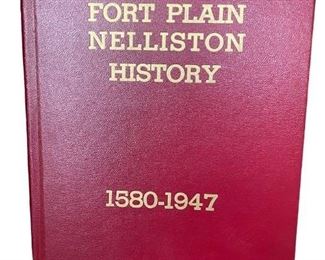 FORT PLAIN
NELLISTON
HISTORY
1580-1947